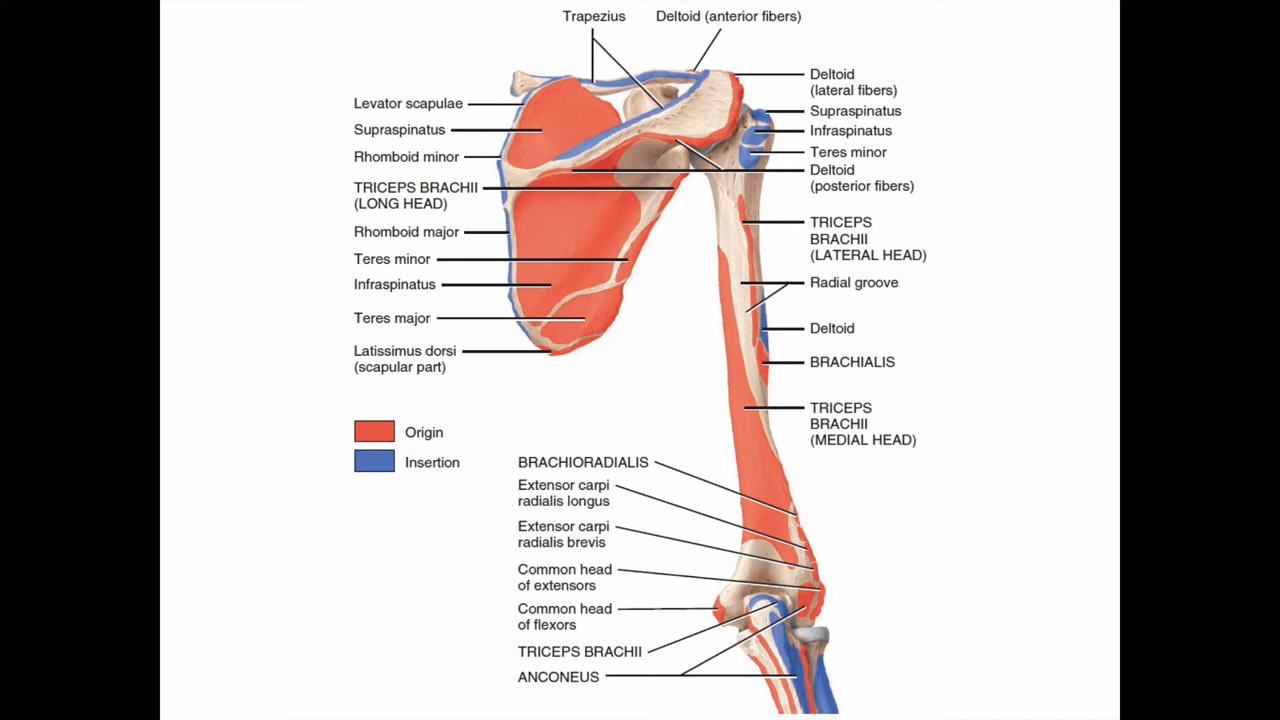 Trapezius
Deltoid (anterior fibers)
Levator scapulae
Supraspinatus
Rhomboid minor
TRICEPS BRACHII
(LONG HEAD)
Rhomboid major
Teres minor
Infraspinatus
Teres major
Latissimus dorsi
(scapular part)
Deltoid
(lateral fibers)
Supraspinatus
Infraspinatus
Teres minor
Deltoid
(posterior fibers)
TRICEPS
BRACHII
(LATERAL HEAD)
Radial groove
Deltoid
BRACHIALIS
TRICEPS
BRACHII
(MEDIAL HEAD)
Origin
Insertion
BRACHIORADIALIS
Extensor carpi
radialis longus
Extensor carpi
radialis brevis
Common head
of extensors
Common head
of flexors
TRICEPS BRACHII
ANCONEUS